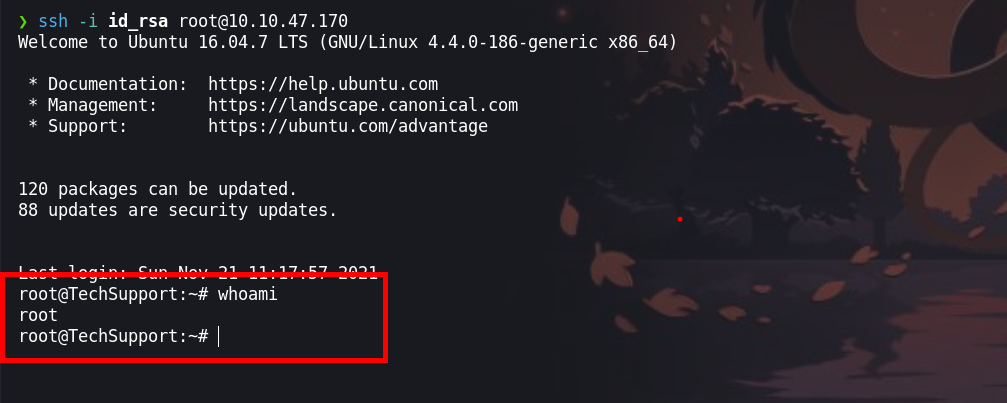 ❯ ssh -i id_rsa root@10.10.47.170
Welcome to Ubuntu 16.04.7 LTS (GNU/Linux 4.4.0-186-generic x86_64)
* Documentation: https://help.ubuntu.com
* Management: https://landscape.canonical.com
* Support: https://ubuntu.com/advantage
120 packages can be updated.
88 updates are security updates.
Last login: Sun Nov 21 11:17:57 2021
root@TechSupport:~# whoami
root
root@TechSupport:~#